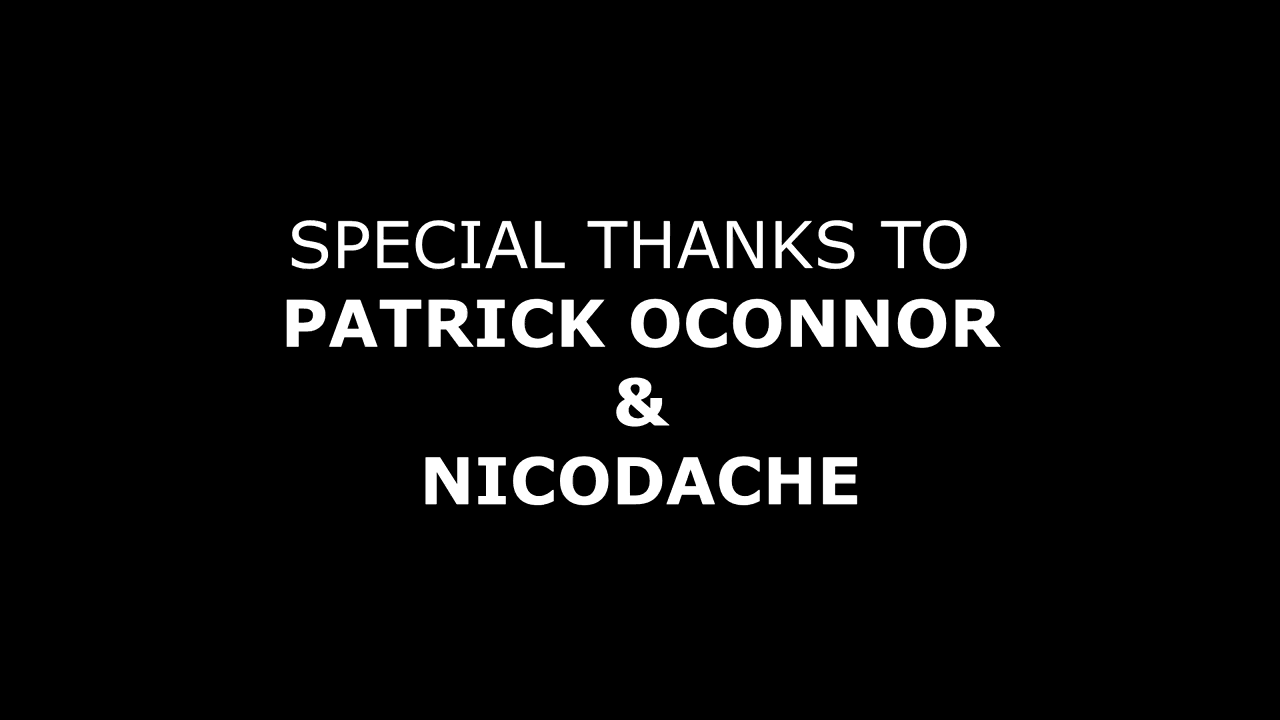 SPECIAL THANKS TO
PATRICK OCONNOR
&
NICODACHE